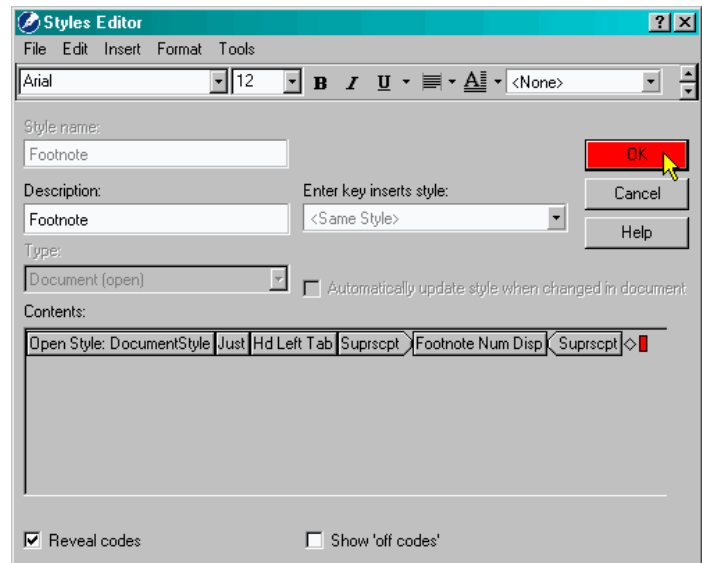 Styles Editor
File Edit Insert Format Tools
Arial 12 B I U A <None>
Style name:
Footnote
OK
Description:
Enter key inserts style:
Cancel
Footnote
<Same Style>
Help
Type:
Document (open)
Automatically update style when changed in document
Contents:
Open Style: DocumentStyle Just Hd Left Tab Suprscpt Footnote Num Disp Suprscpt
Reveal codes
Show 'off codes'